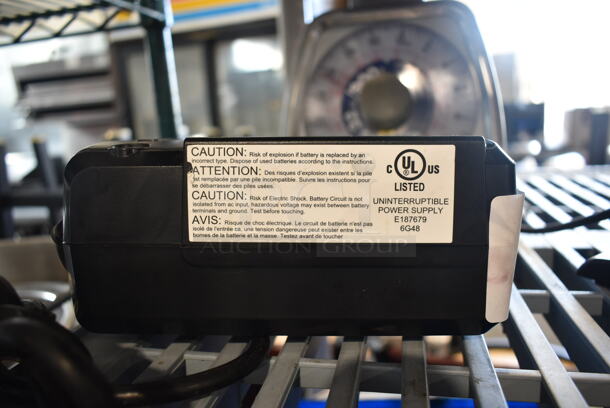 CAUTION: Risk of explosion if battery is replaced by an
incorrect type. Dispose of used batteries according to the instructions.
ATTENTION: Des risques d'explosion existent si la pile
est remplacée par une pile incompatible. Suivre les instructions pour
se débarrasser des piles usées.
CAUTION: Risk of Electric Shock. Battery Circuit is not
isolated from ac input, hazardous voltage may exist between battery
terminals and ground. Test before touching.
AVIS: Risque de choc électrique. Le circuit de batterie n'est pas
isolé de l'entrée ca, une tension dangereuse peut exister entre les
bornes de la batterie et la masse. Testez avant de toucher.
C UL US
LISTED
UNINTERRUPTIBLE
POWER SUPPLY
E187679
6G48
AUCTION GROUP